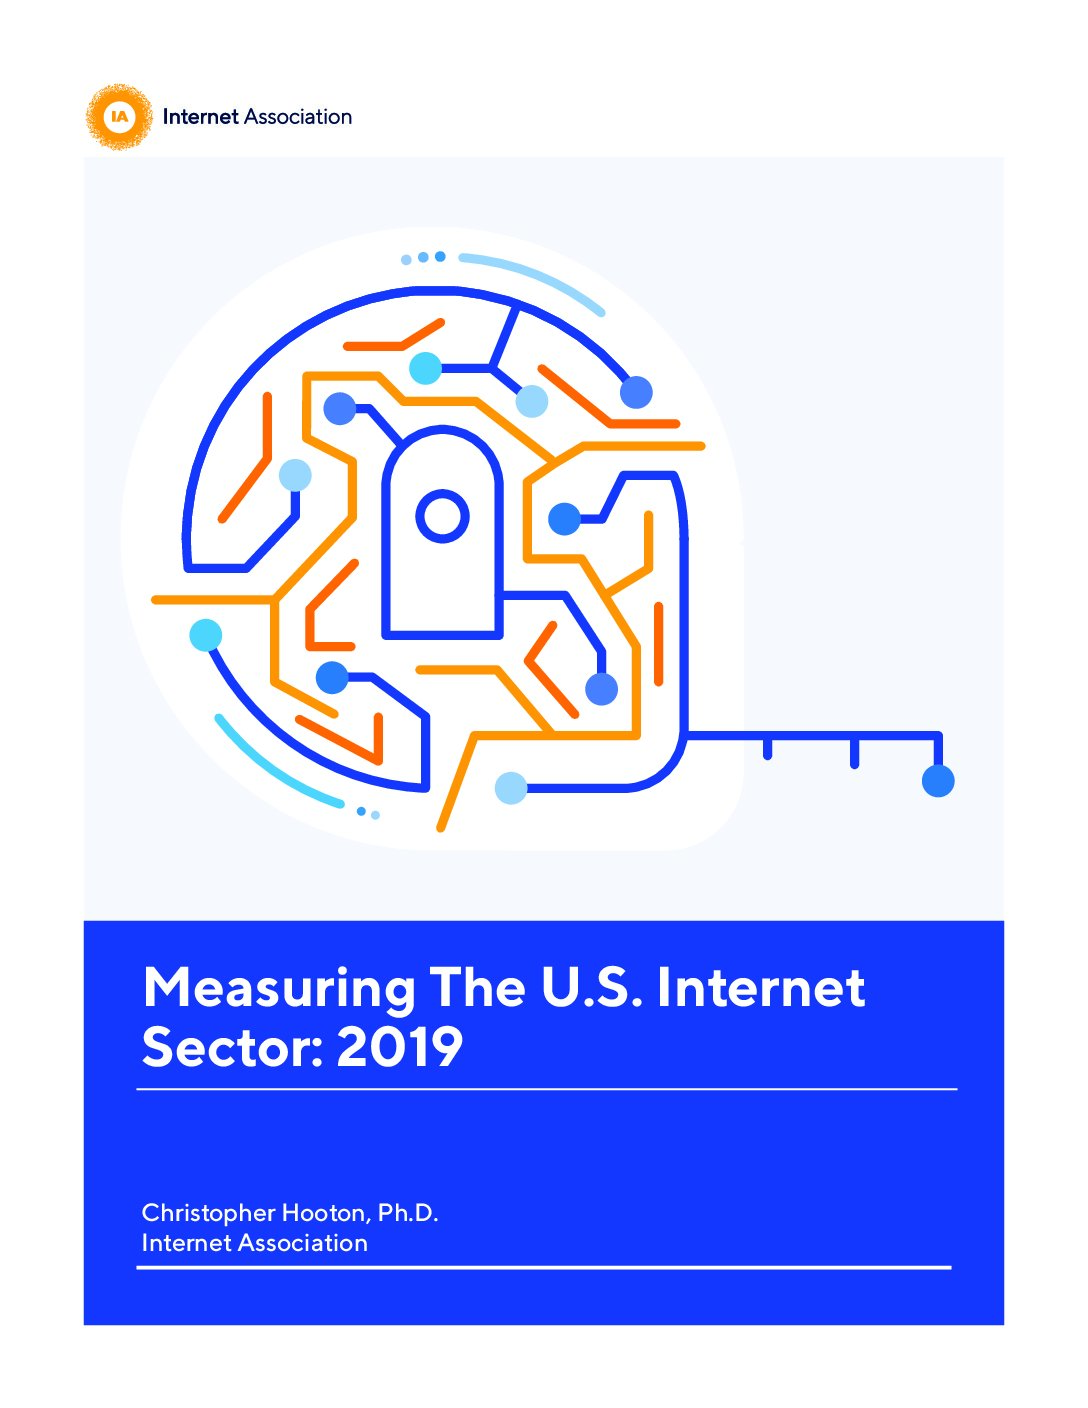 IA
Internet Association
Measuring The U.S. Internet
Sector: 2019
Christopher Hooton, Ph.D.
Internet Association